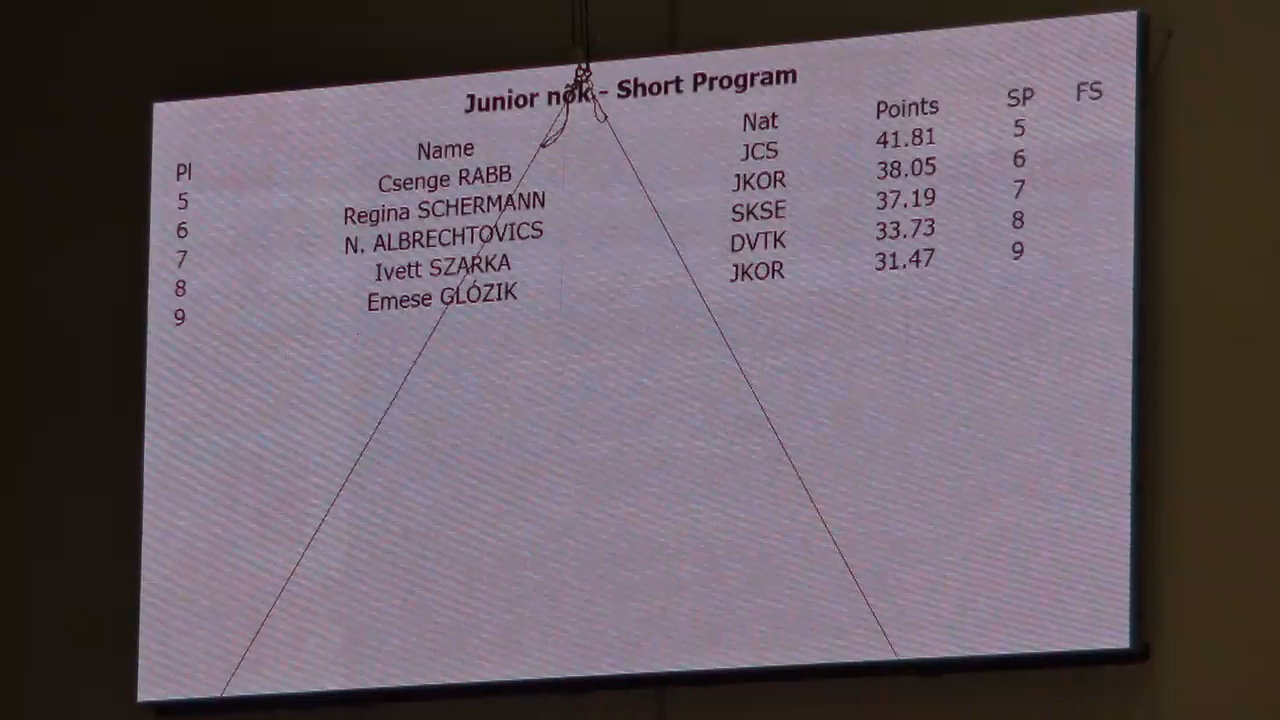 Junior nők - Short Program
Pl Name Nat Points SP FS
5 Csenge RABB JCS 41.81 5
6 Regina SCHERMANN JKOR 38.05 6
7 N. ALBRECHTOVICS SKSE 37.19 7
8 Ivett SZARKA DVTK 33.73 8
9 Emese GLÓZIK JKOR 31.47 9